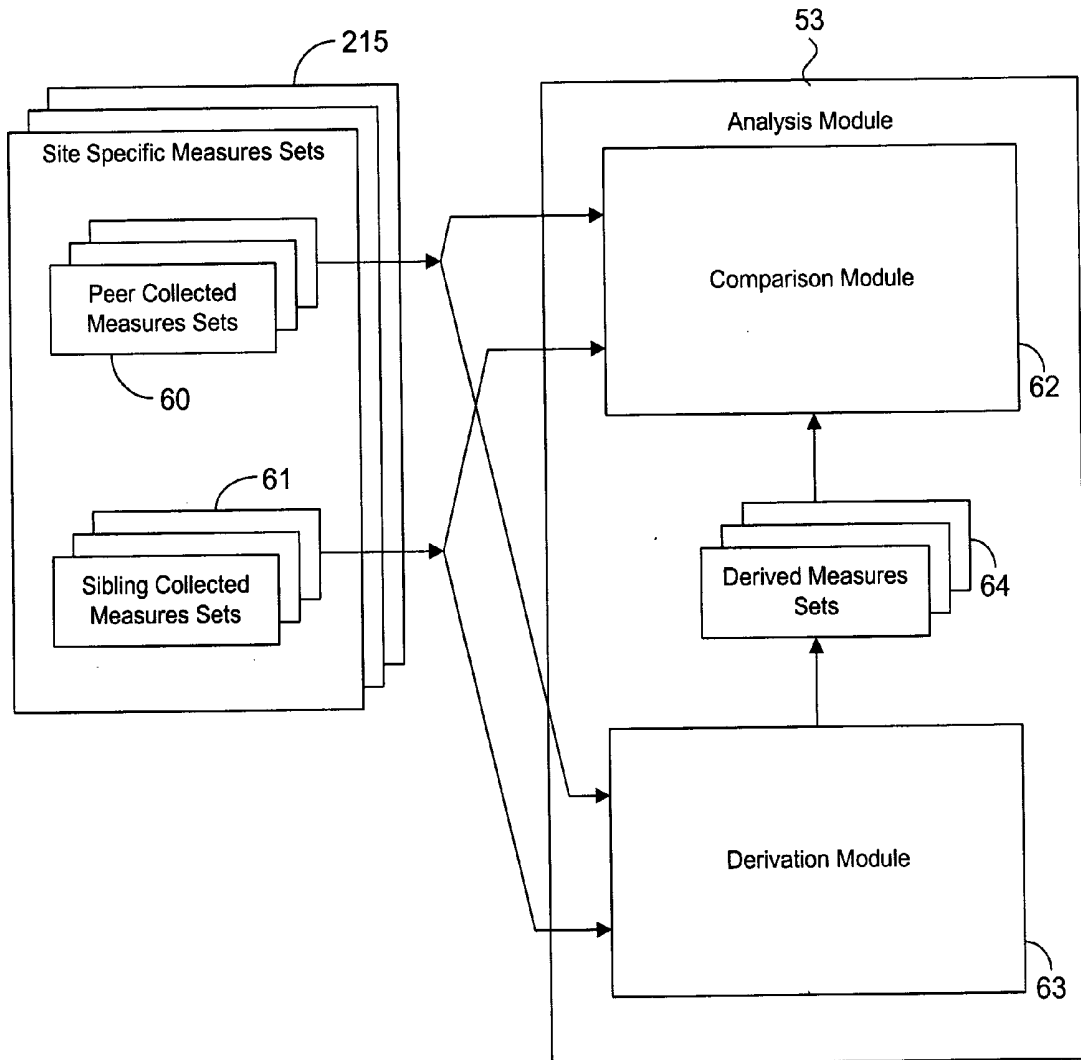 215
53
Site Specific Measures Sets
Analysis Module
Peer Collected
Measures Sets
60
Comparison Module
62
61
Sibling Collected
Measures Sets
Derived Measures
Sets
64
Derivation Module
63